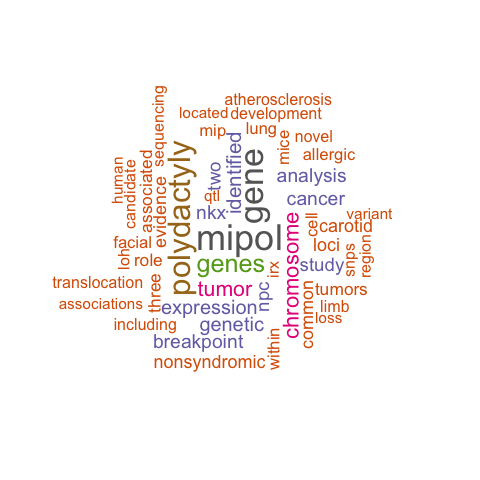 atherosclerosis
located development
mip lung
novel
allergic
mice
sequencing
identified
two
gene
polydactyly
human
candidate
associated
evidence
qtl
analysis
nkx
cancer
variant
carotid
cell
mipol
chromosome
loci
snps
region
facial
loh
role
genes
irx
study
translocation
three
tumor
npc
tumors
associations
expression
common
limb
including
genetic
loss
breakpoint
within
nonsyndromic